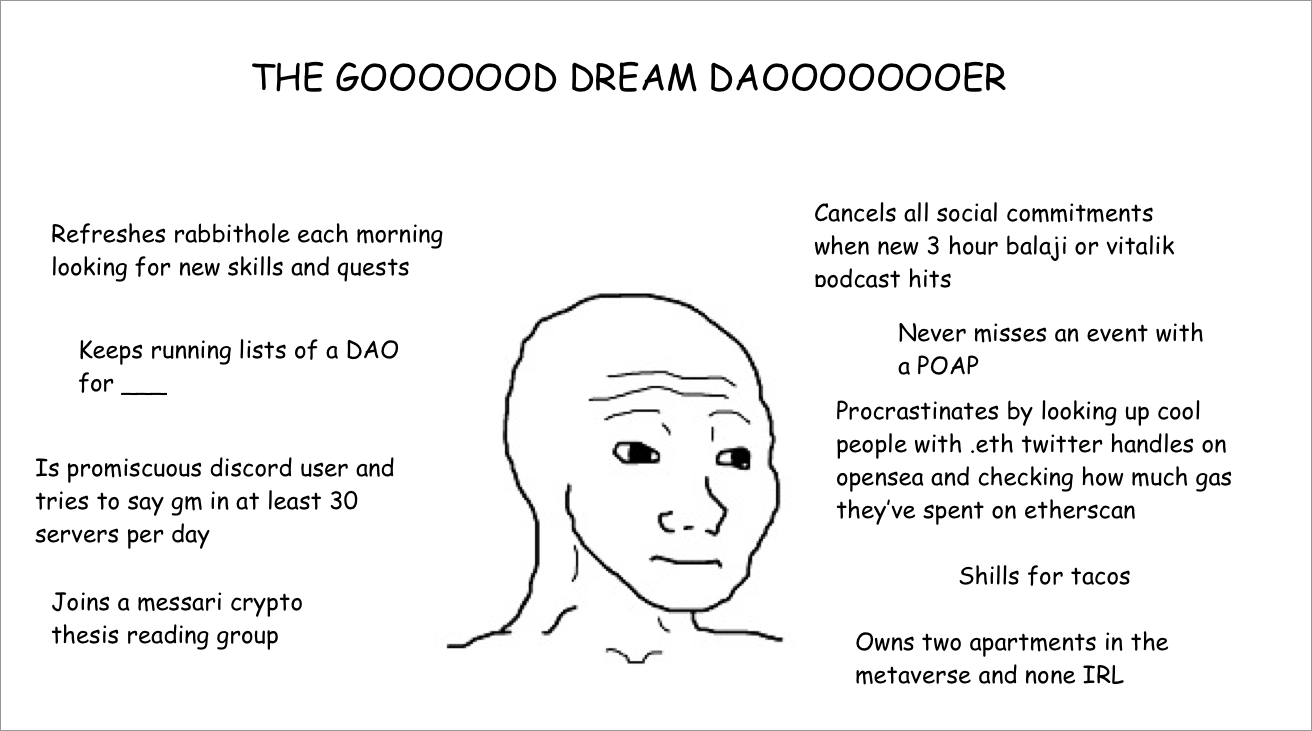 THE GOOOOOOD DREAM DAOOOOOOOOER
Refreshes rabbithole each morning
looking for new skills and quests
Keeps running lists of a DAO
for ___
Is promiscuous discord user and
tries to say gm in at least 30
servers per day
Joins a messari crypto
thesis reading group
Cancels all social commitments
when new 3 hour balaji or vitalik
podcast hits
Never misses an event with
a POAP
Procrastinates by looking up cool
people with .eth twitter handles on
opensea and checking how much gas
they've spent on etherscan
Shills for tacos
Owns two apartments in the
metaverse and none IRL